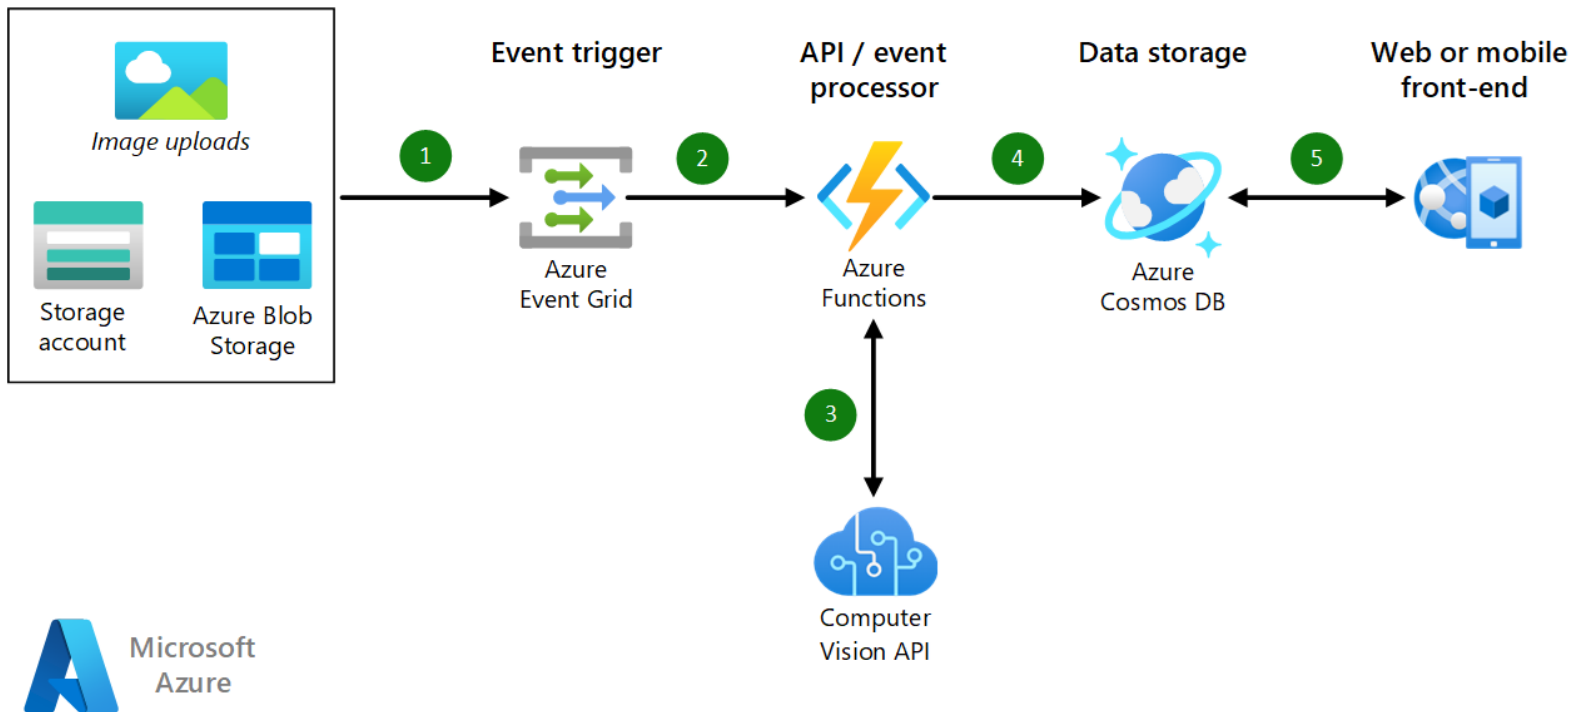 Image uploads
Storage
account
Azure Blob
Storage
1
Event trigger
Azure
Event Grid
2
API / event
processor
Azure
Functions
3
Computer
Vision API
4
Data storage
Azure
Cosmos DB
5
Web or mobile
front-end
Microsoft
Azure